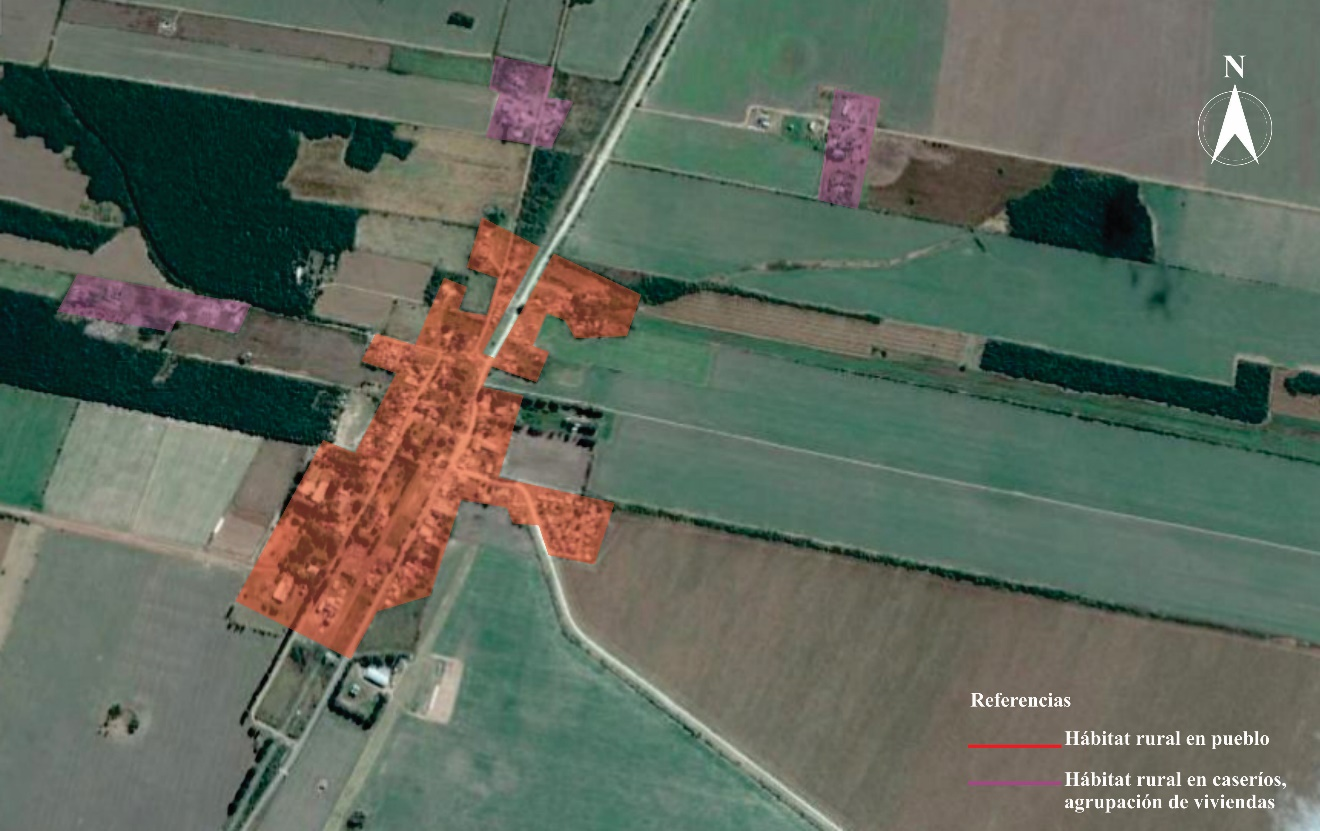 N
Referencias
Hábitat rural en pueblo
Hábitat rural en caseríos,
agrupación de viviendas